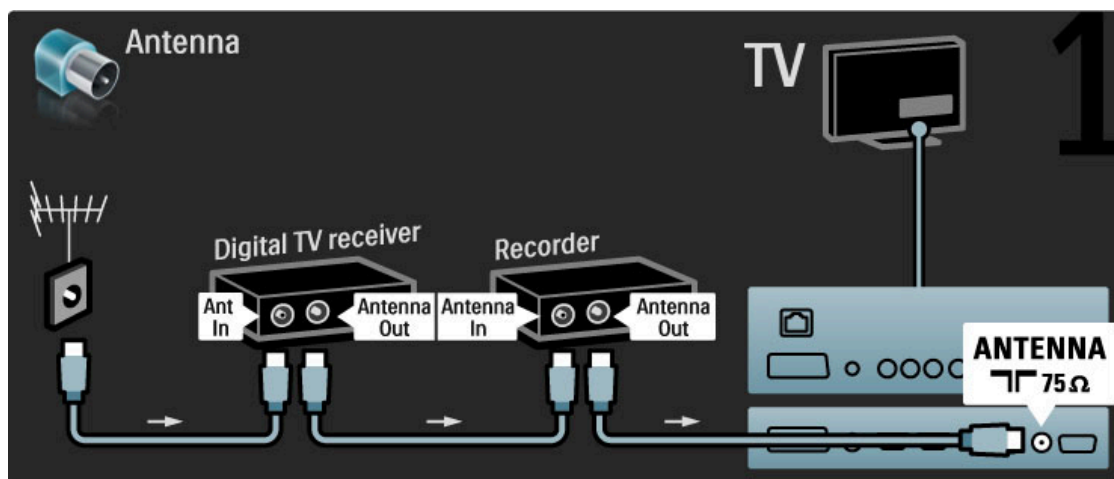 Antenna
TV
1
Digital TV receiver
Recorder
Ant
In
Antenna
Out
Antenna
In
Antenna
Out
ANTENNA
75 Ω